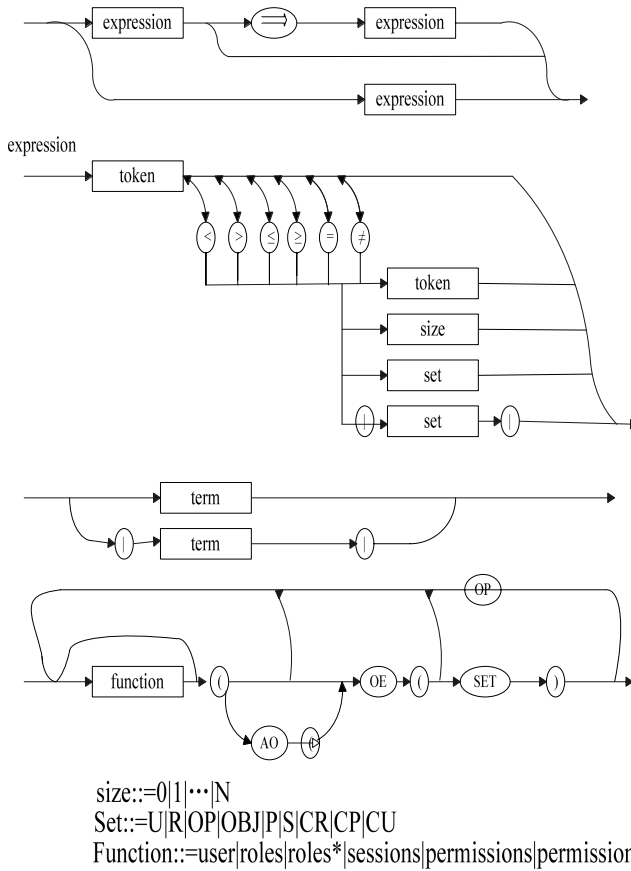 expression ⇒ expression
expression
expression
token
< > ≤ ≥ = ≠
token
size
set
| set |
term
| term |
OP
function ( OE ( SET )
AO (
size::=0|1|···|N
Set::=U|R|OP|OBJ|P|S|CR|CP|CU
Function::=user|roles|roles*|sessions|permissions|permission